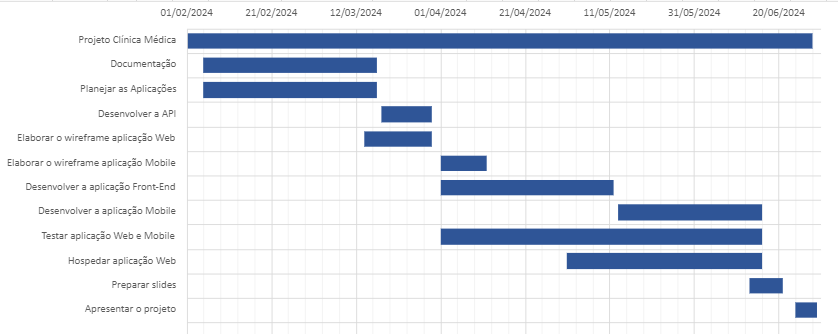 01/02/2024 21/02/2024 12/03/2024 01/04/2024 21/04/2024 11/05/2024 31/05/2024 20/06/2024
Projeto Clínica Médica
Documentação
Planejar as Aplicações
Desenvolver a API
Elaborar o wireframe aplicação Web
Elaborar o wireframe aplicação Mobile
Desenvolver a aplicação Front-End
Desenvolver a aplicação Mobile
Testar aplicação Web e Mobile
Hospedar aplicação Web
Preparar slides
Apresentar o projeto